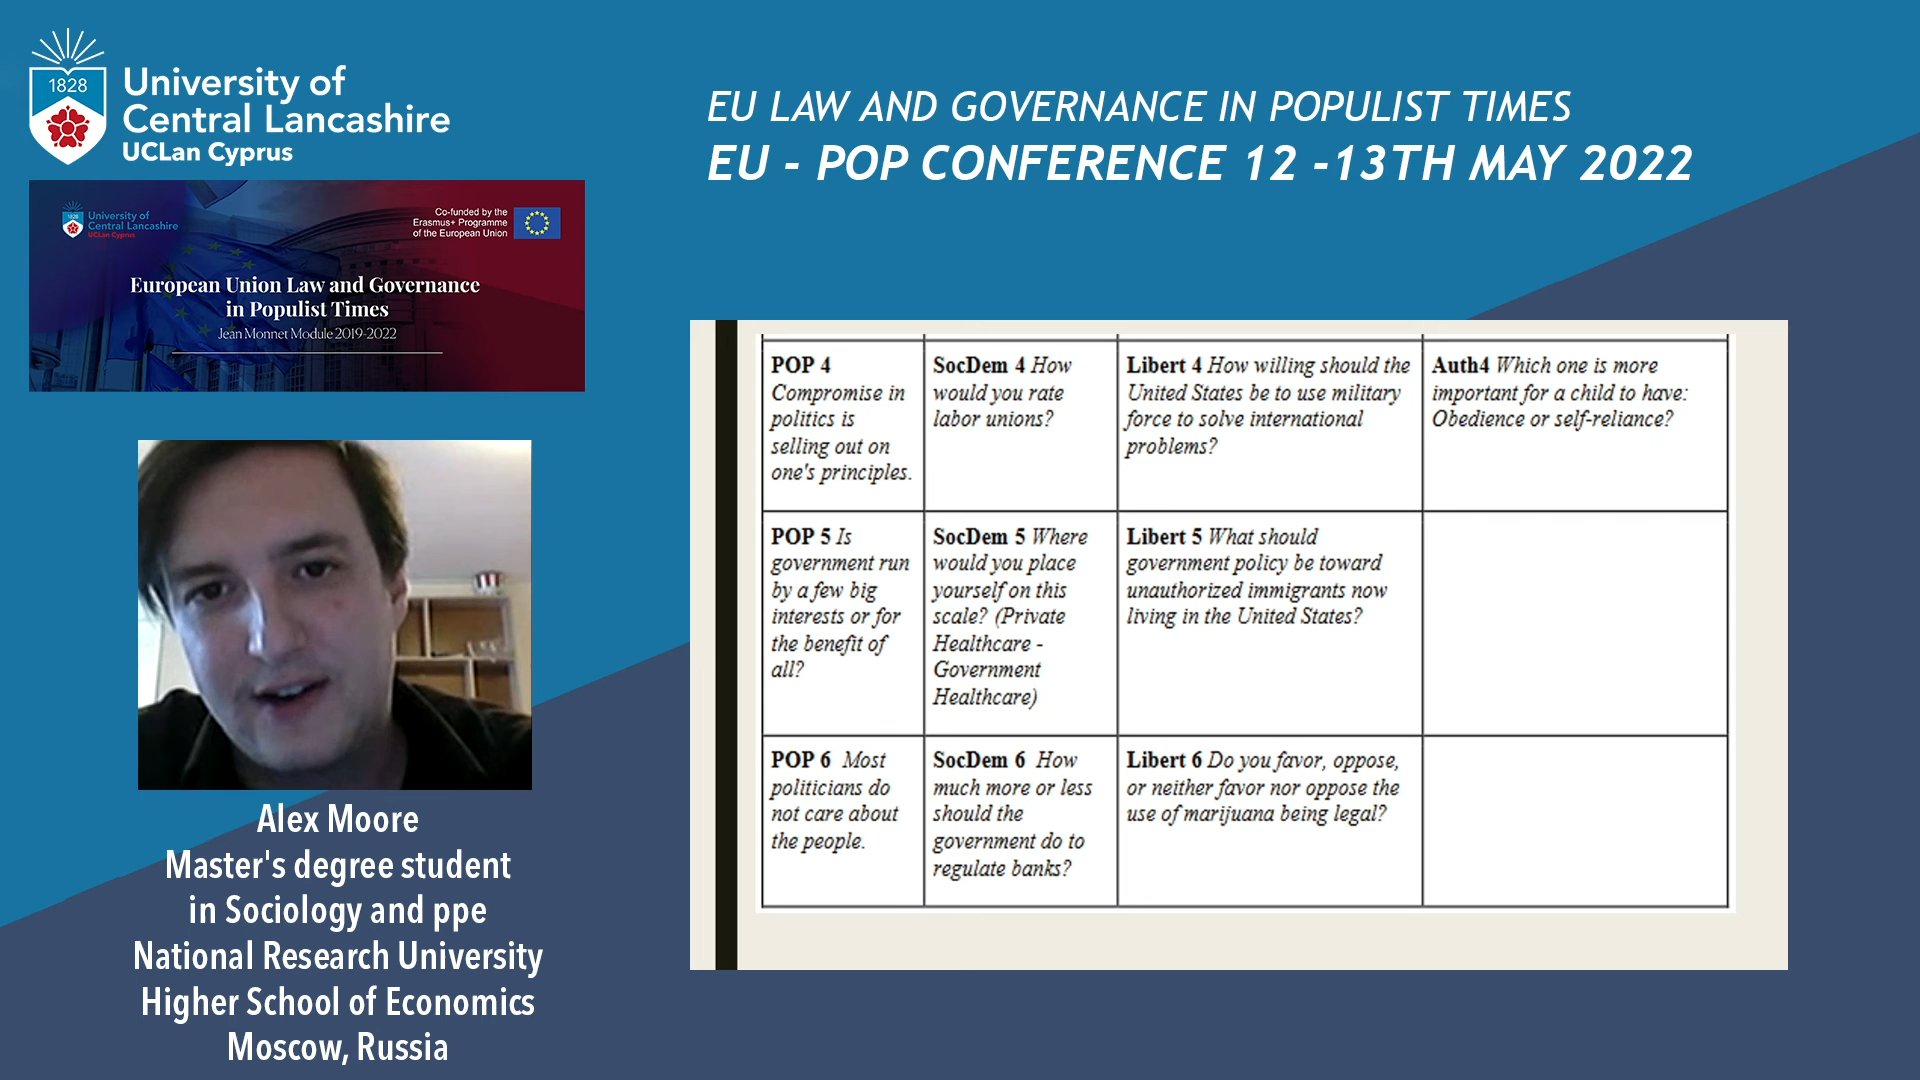 1828
University of
Central Lancashire
UCLan Cyprus
EU LAW AND GOVERNANCE IN POPULIST TIMES
EU - POP CONFERENCE 12 -13TH MAY 2022
1828
University of
Central Lancashire
UCLan Cyprus
Co-funded by the
Erasmus+ Programme
of the European Union
European Union Law and Governance
in Populist Times
Jean Monnet Module 2019-2022
Alex Moore
Master's degree student
in Sociology and ppe
National Research University
Higher School of Economics
Moscow, Russia
POP 4
Compromise in
politics is
selling out on
one's principles.
SocDem 4 How
would you rate
labor unions?
Libert 4 How willing should the
United States be to use military
force to solve international
problems?
Auth4 Which one is more
important for a child to have:
Obedience or self-reliance?
POP 5 Is
government run
by a few big
interests or for
the benefit of
all?
SocDem 5 Where
would you place
yourself on this
scale? (Private
Healthcare -
Government
Healthcare)
Libert 5 What should
government policy be toward
unauthorized immigrants now
living in the United States?
POP 6 Most
politicians do
not care about
the people.
SocDem 6 How
much more or less
should the
government do to
regulate banks?
Libert 6 Do you favor, oppose,
or neither favor nor oppose the
use of marijuana being legal?